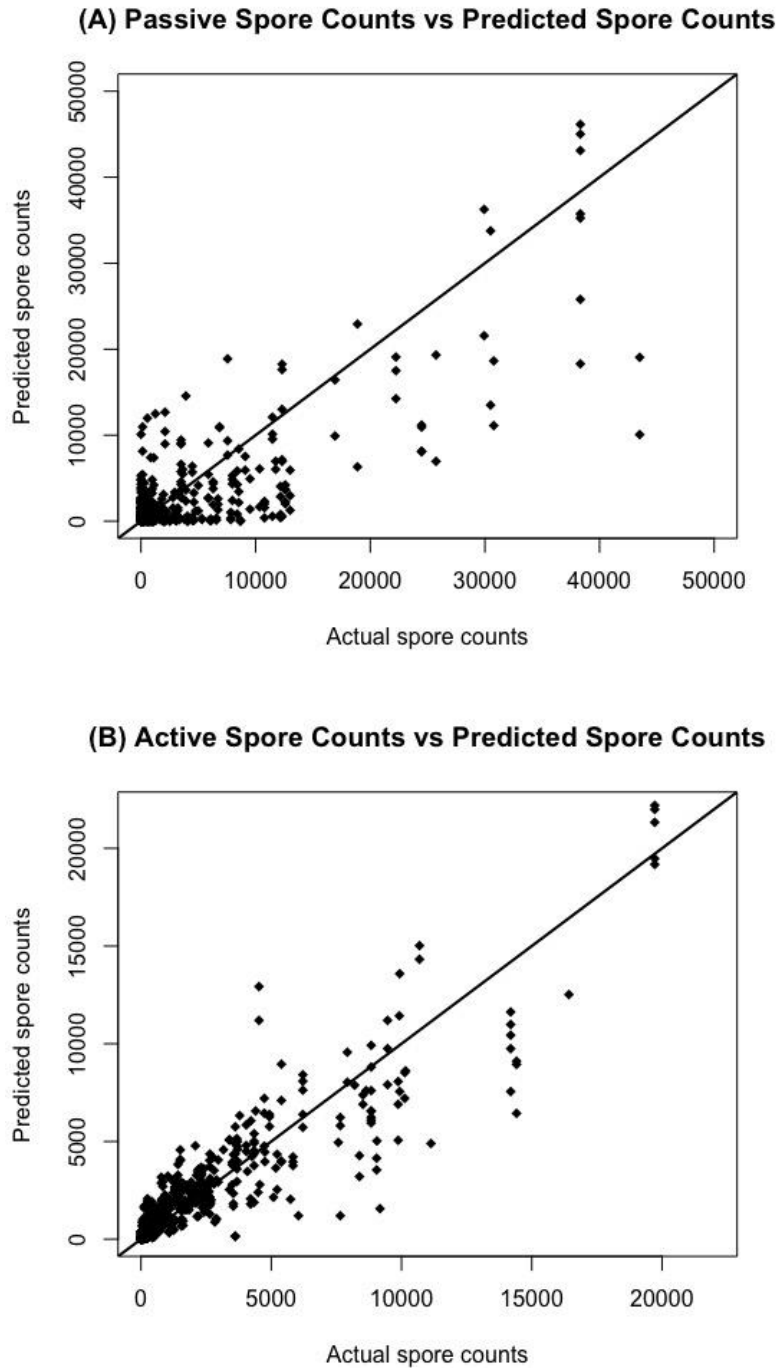 (A) Passive Spore Counts vs Predicted Spore Counts
50000
40000
30000
20000
10000
0
Predicted spore counts
0 10000 20000 30000 40000 50000
Actual spore counts
(B) Active Spore Counts vs Predicted Spore Counts
20000
15000
10000
5000
0
Predicted spore counts
0 5000 10000 15000 20000
Actual spore counts